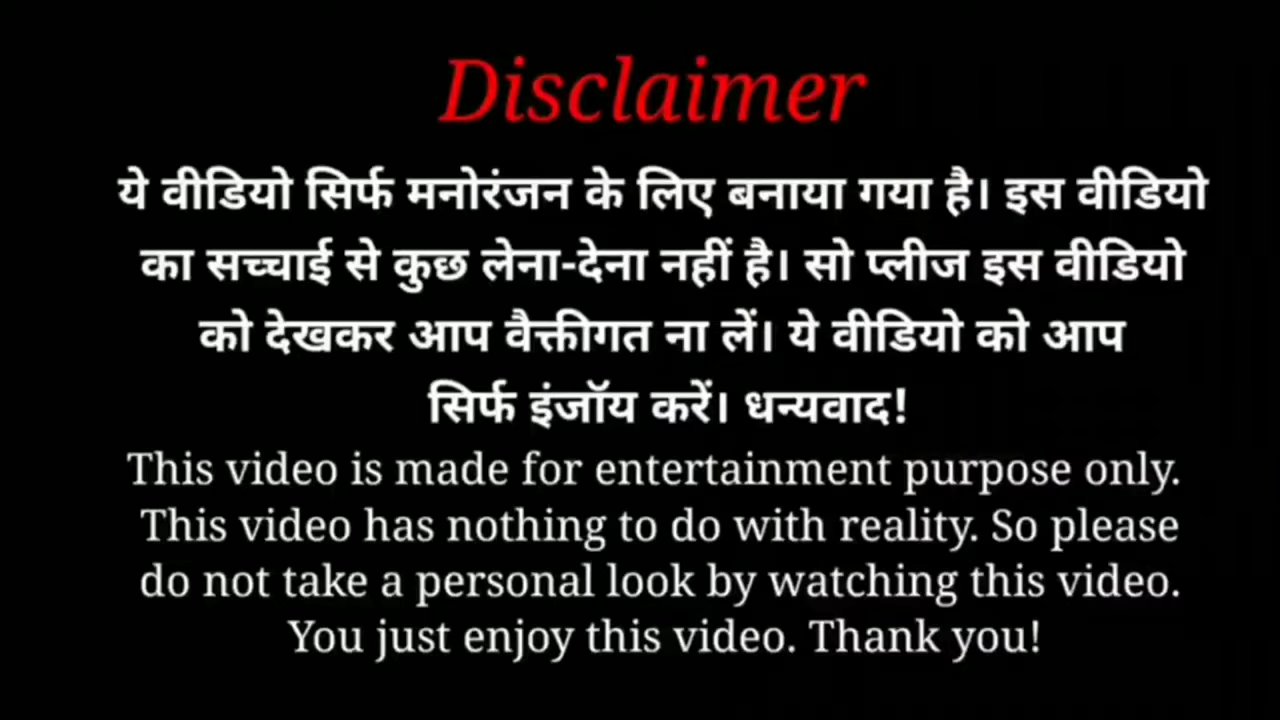 Disclaimer
ये वीडियो सिर्फ मनोरंजन के लिए बनाया गया है। इस वीडियो
का सच्चाई से कुछ लेना-देना नहीं है। सो प्लीज इस वीडियो
को देखकर आप वैक्तीगत ना लें। ये वीडियो को आप
सिर्फ इंजॉय करें। धन्यवाद!
This video is made for entertainment purpose only.
This video has nothing to do with reality. So please
do not take a personal look by watching this video.
You just enjoy this video. Thank you!